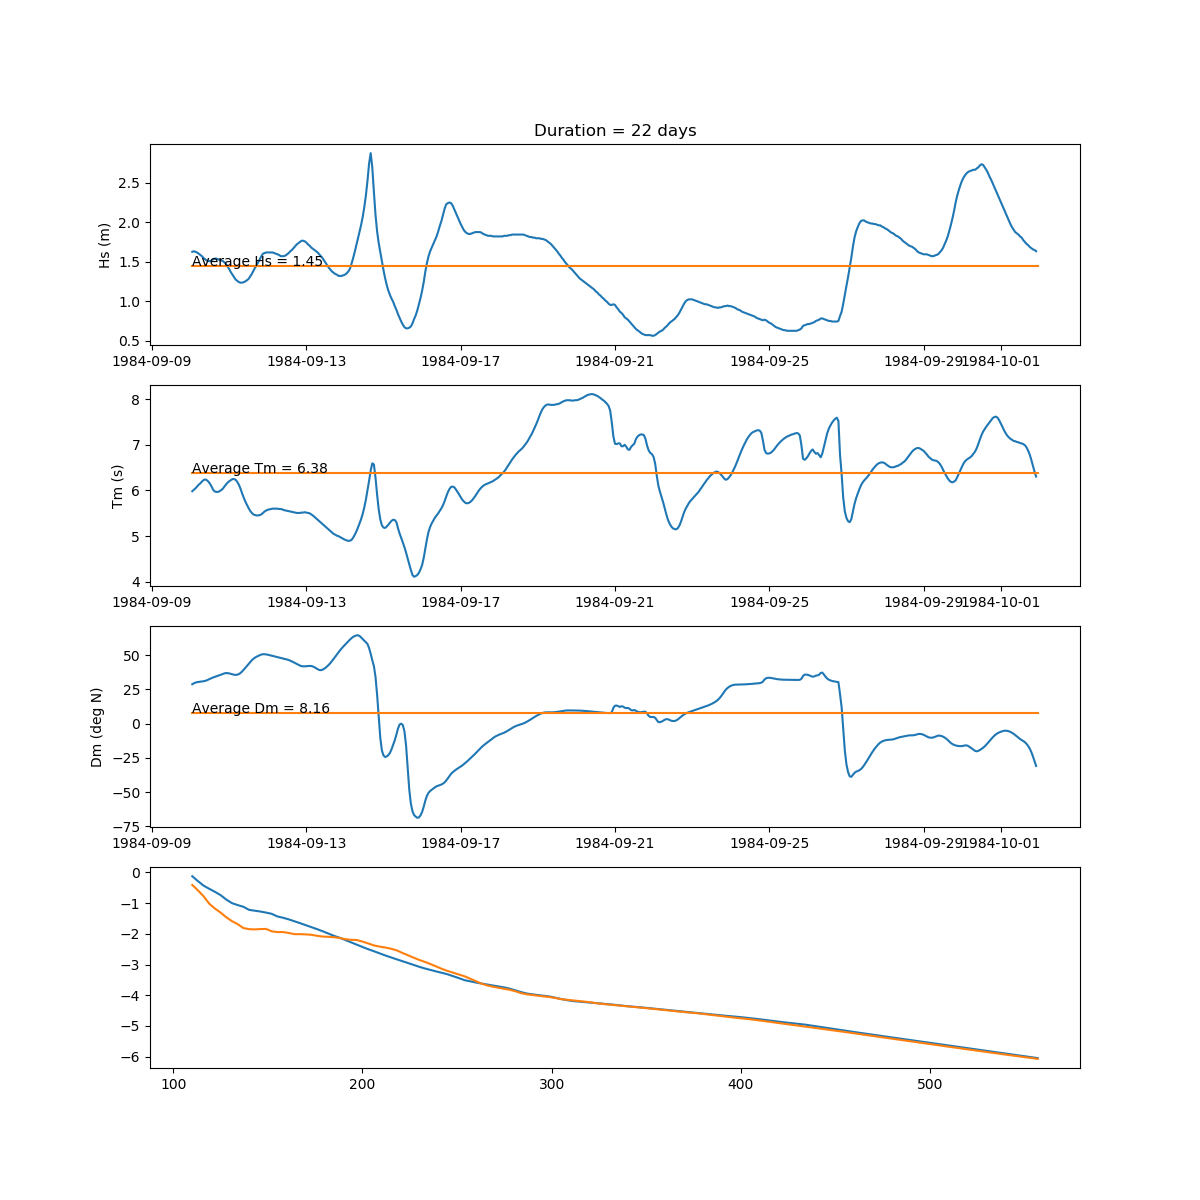 Duration = 22 days
2.5
2.0
1.5
1.0
0.5
Hs (m)
Average Hs = 1.45
1984-09-09 1984-09-13 1984-09-17 1984-09-21 1984-09-25 1984-09-29 1984-10-01
8
7
6
5
4
Tm (s)
Average Tm = 6.38
1984-09-09 1984-09-13 1984-09-17 1984-09-21 1984-09-25 1984-09-29 1984-10-01
50
25
0
−25
−50
−75
Dm (deg N)
Average Dm = 8.16
1984-09-09 1984-09-13 1984-09-17 1984-09-21 1984-09-25 1984-09-29 1984-10-01
0
−1
−2
−3
−4
−5
−6
100 200 300 400 500